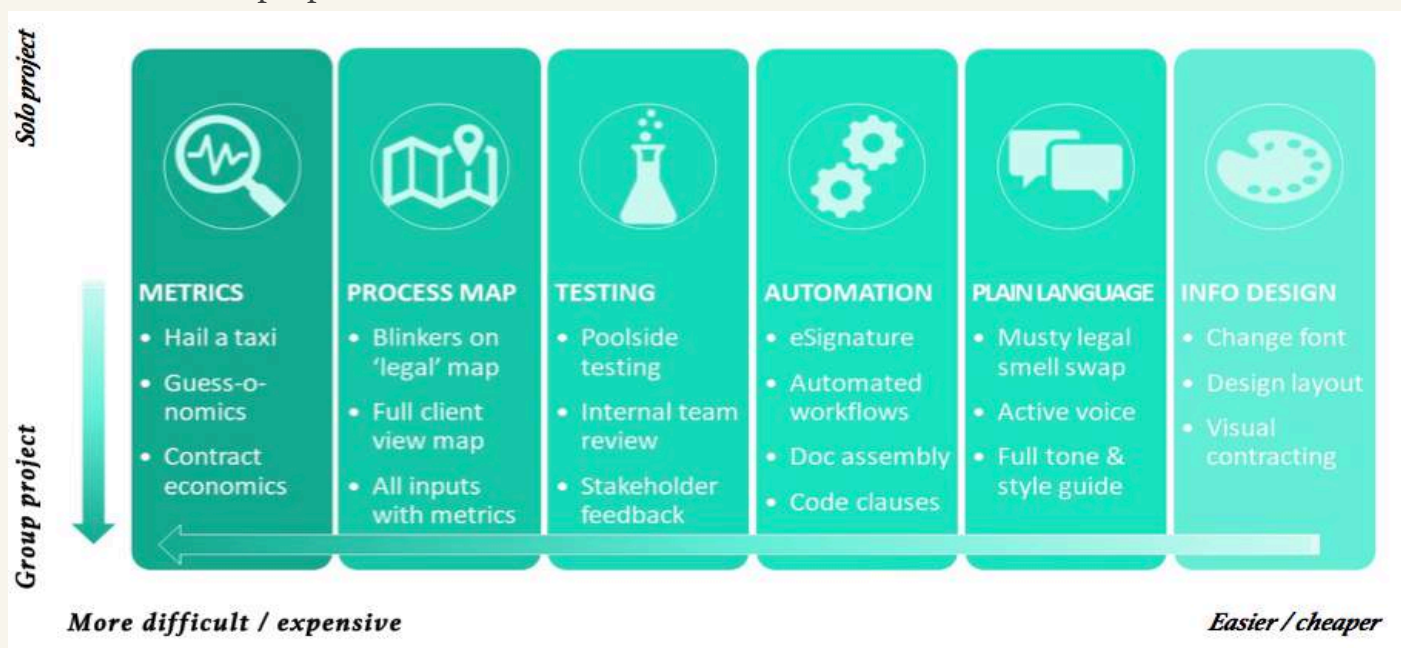 Solo project
METRICS
• Hail a taxi
• Guess-o-
nomics
• Contract
economics
PROCESS MAP
• Blinkers on
'legal' map
• Full client
view map
• All inputs
with metrics
TESTING
• Poolside
testing
• Internal team
review
• Stakeholder
feedback
AUTOMATION
• eSignature
• Automated
workflows
• Doc assembly
• Code clauses
PLAIN LANGUAGE
• Musty legal
smell swap
• Active voice
• Full tone &
style guide
INFO DESIGN
• Change font
• Design layout
• Visual
contracting
Group project
More difficult / expensive
Easier / cheaper